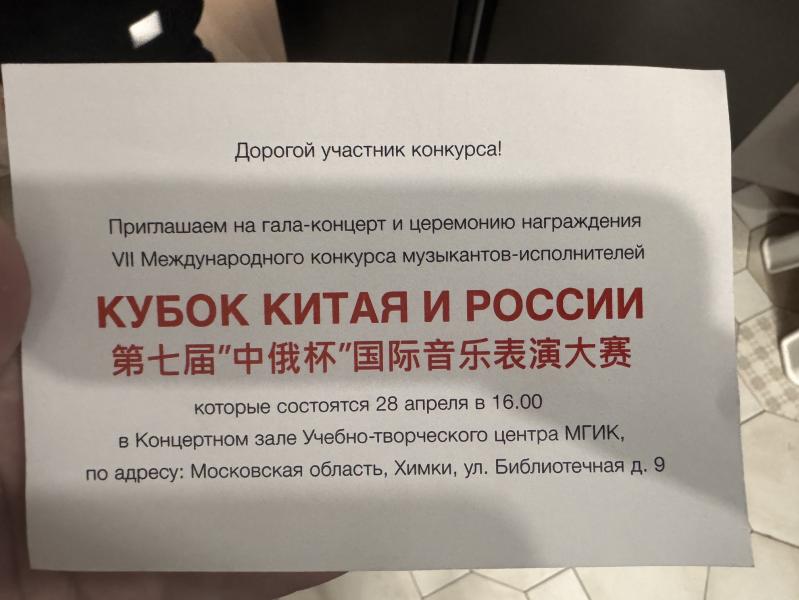 Дорогой участник конкурса!
Приглашаем на гала-концерт и церемонию награждения
VII Международного конкурса музыкантов-исполнителей
КУБОК КИТАЯ И РОССИИ
第七届"中俄杯"国际音乐表演大赛
которые состоятся 28 апреля в 16.00
в Концертном зале Учебно-творческого центра МГИК,
по адресу: Московская область, Химки, ул. Библиотечная д. 9